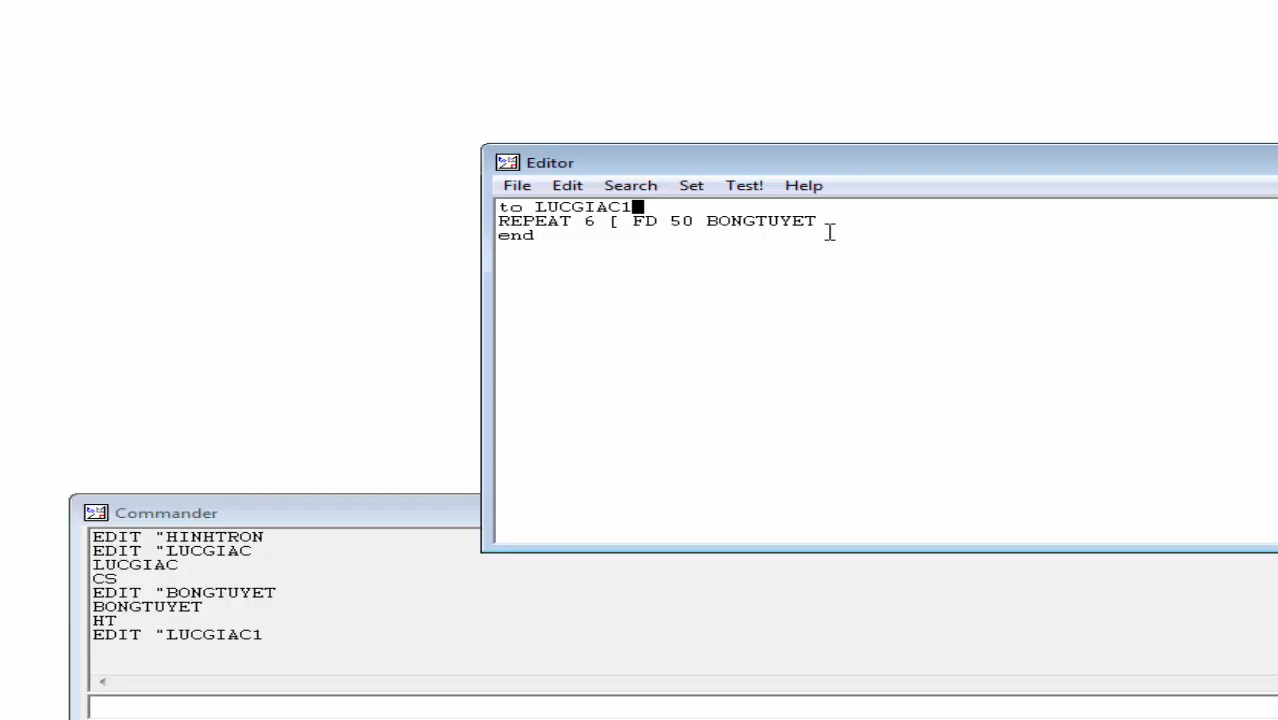 Editor
File Edit Search Set Test! Help
to LUCGIAC1
REPEAT 6 [ FD 50 BONGTUYET
end
Commander
EDIT "HINHTRON
EDIT "LUCGIAC
LUCGIAC
CS
EDIT "BONGTUYET
BONGTUYET
HT
EDIT "LUCGIAC1